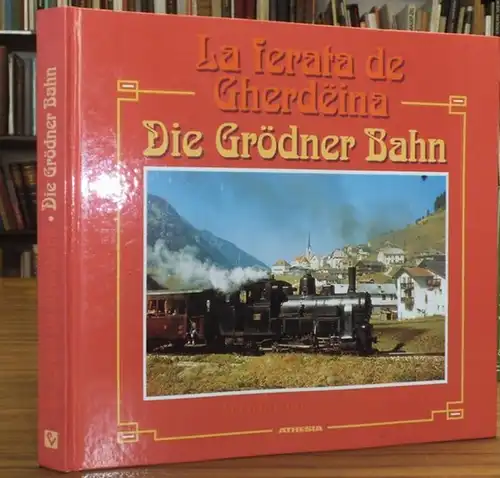 La ferata de
Gherdëina
Die Grödner Bahn
ATHESIA
• Die Grödner Bahn